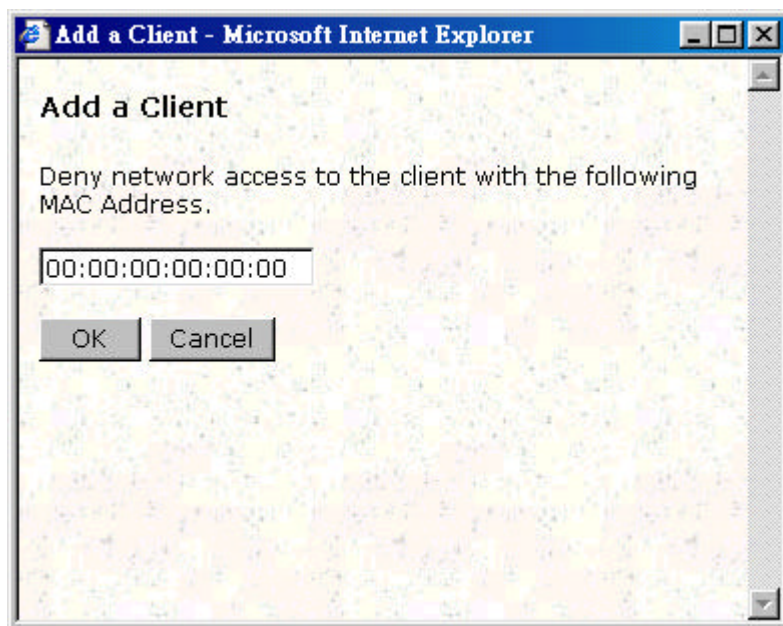 Add a Client - Microsoft Internet Explorer
Add a Client
Deny network access to the client with the following
MAC Address.
00:00:00:00:00:00
OK Cancel